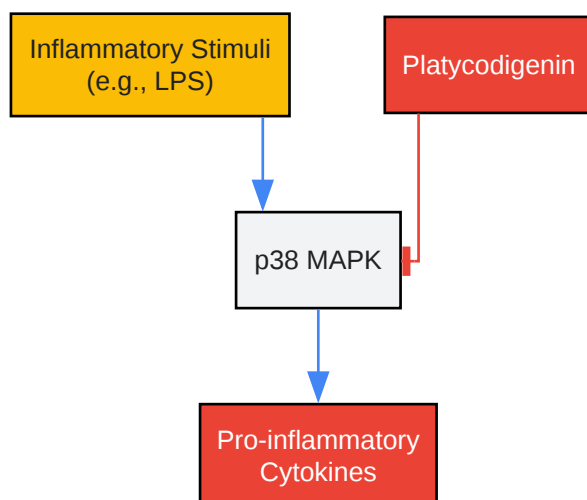 Inflammatory Stimuli
(e.g., LPS)
Platycodigenin
p38 MAPK
Pro-inflammatory
Cytokines